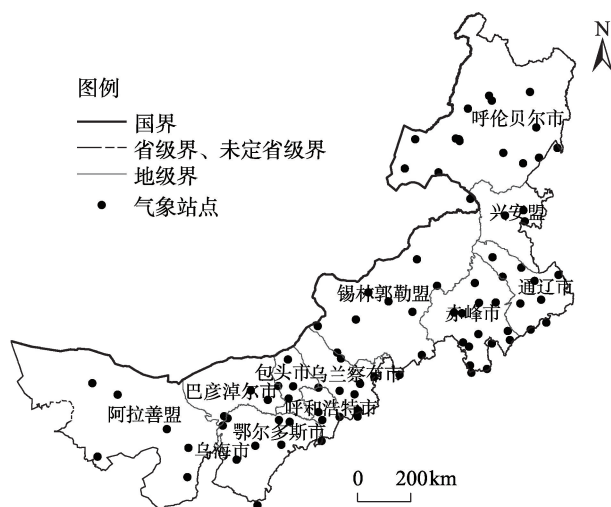 N
图例
国界
省级界、未定省级界
地级界
气象站点
呼伦贝尔市
兴安盟
通辽市
锡林郭勒盟
赤峰市
包头市
乌兰察布市
巴彦淖尔市
呼和浩特市
阿拉善盟
鄂尔多斯市
乌海市
0 200km